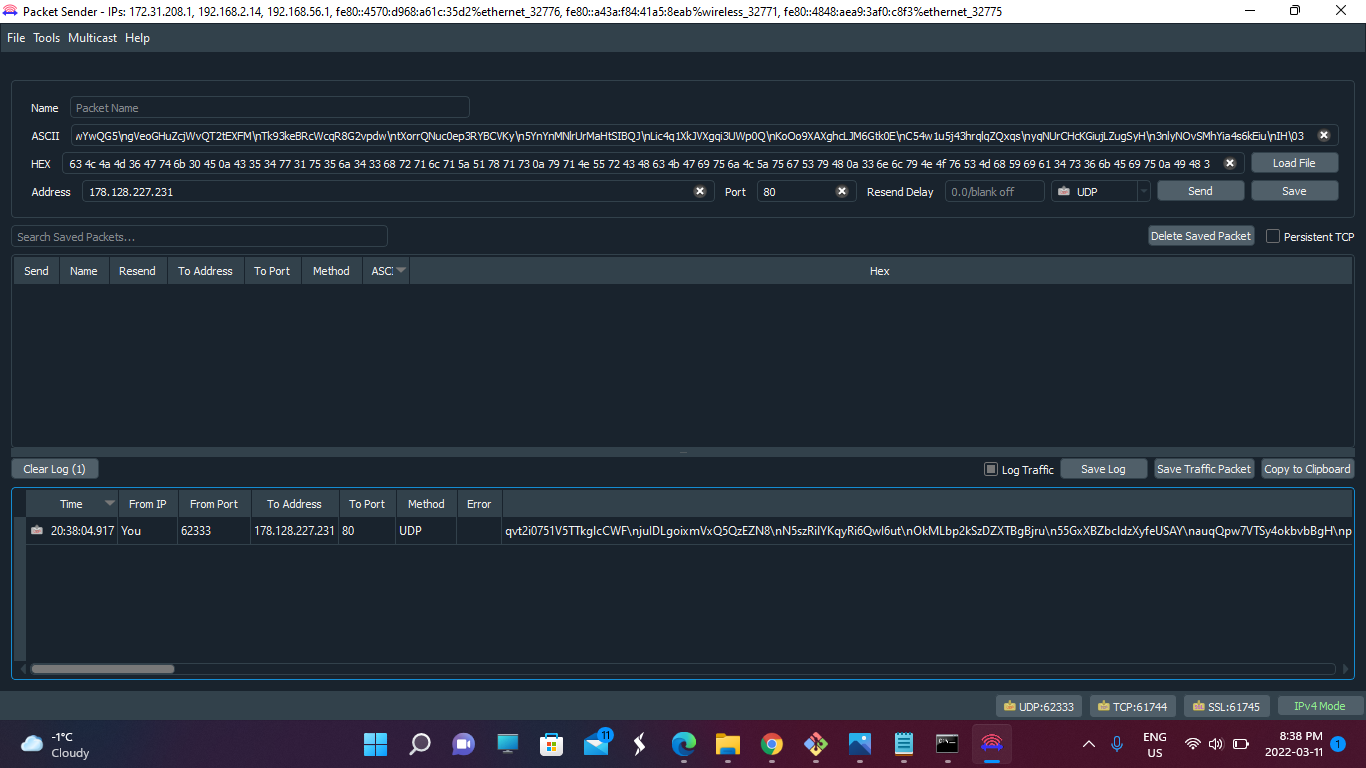 Packet Sender - IPs: 172.31.208.1, 192.168.2.14, 192.168.56.1, fe80::4570:d968:a61c:35d2%ethernet_32776, fe80::a43a:f84:41a5:8eab%wireless_32771, fe80::4848:aea9:3af0:c8f3%ethernet_32775
File Tools Multicast Help
Name Packet Name
ASCII wYwQG5\ngVeoGHuZcjWvQT2tEXFM\nTk93keBRcWcqR8G2vpdw\ntXorrQNuc0ep3RYBCVKy\n5YnYnMNlrUrMaHtSIBQJ\nLic4q1XkJVXgqi3UWp0Q\nKoOo9XAXghcLJM6Gtk0E\nC54w1u5j43hrqlqZQxqs\nyqNUrCHcKGiujLZugSyH\n3nlyNOvSMhYia4s6kEiu\nIH\03
HEX 63 4c 4a 4d 36 47 74 6b 30 45 0a 43 35 34 77 31 75 35 6a 34 33 68 72 71 6c 71 5a 51 78 71 73 0a 79 71 4e 55 72 43 48 63 4b 47 69 75 6a 4c 5a 75 67 53 79 48 0a 33 6e 6c 79 4e 4f 76 53 4d 68 59 69 61 34 73 36 6b 45 69 75 0a 49 48 3 Load File
Address 178.128.227.231 Port 80 Resend Delay 0.0/blank off UDP Send Save
Search Saved Packets... Delete Saved Packet Persistent TCP
Send Name Resend To Address To Port Method ASC: Hex
Clear Log (1) Log Traffic Save Log Save Traffic Packet Copy to Clipboard
Time From IP From Port To Address To Port Method Error
20:38:04.917 You 62333 178.128.227.231 80 UDP qvt2i0751V5TTkgIcCWF\njulDLgoixmVxQ5QzEZN8\nN5szRilYKqyRi6Qwl6ut\nOkMLbp2kSzDZXTBgBjru\n55GxXBZbcldzXyfeUSAY\nauqQpw7VTSy4okbvbBgH\np
UDP:62333 TCP:61744 SSL:61745 IPv4 Mode
-1°C
Cloudy
11
ENG
US
8:38 PM
2022-03-11
1